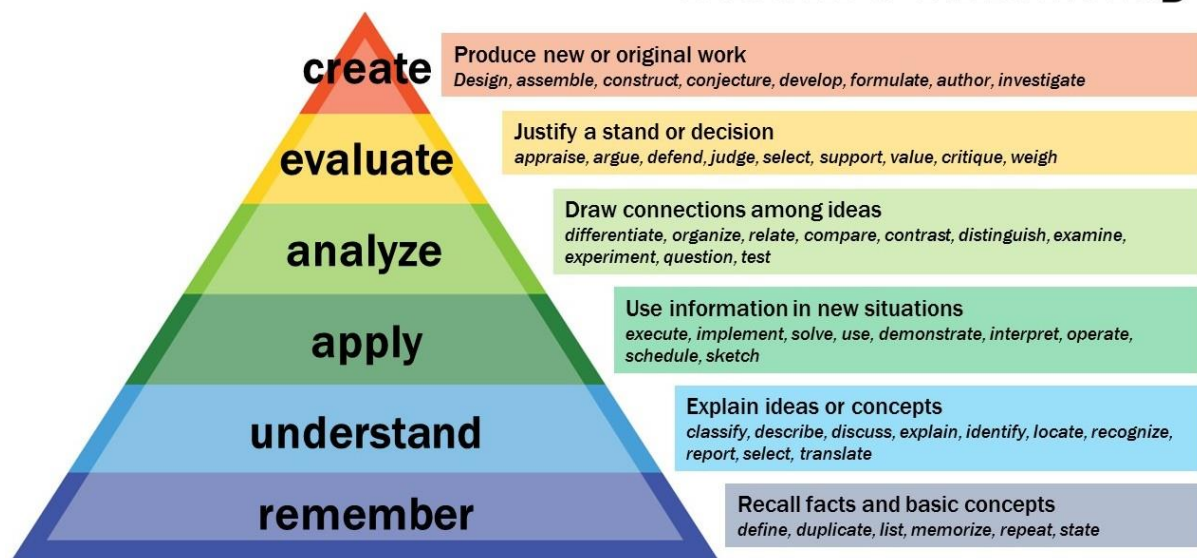 create
Produce new or original work
Design, assemble, construct, conjecture, develop, formulate, author, investigate
evaluate
Justify a stand or decision
appraise, argue, defend, judge, select, support, value, critique, weigh
analyze
Draw connections among ideas
differentiate, organize, relate, compare, contrast, distinguish, examine,
experiment, question, test
apply
Use information in new situations
execute, implement, solve, use, demonstrate, interpret, operate,
schedule, sketch
understand
Explain ideas or concepts
classify, describe, discuss, explain, identify, locate, recognize,
report, select, translate
remember
Recall facts and basic concepts
define, duplicate, list, memorize, repeat, state